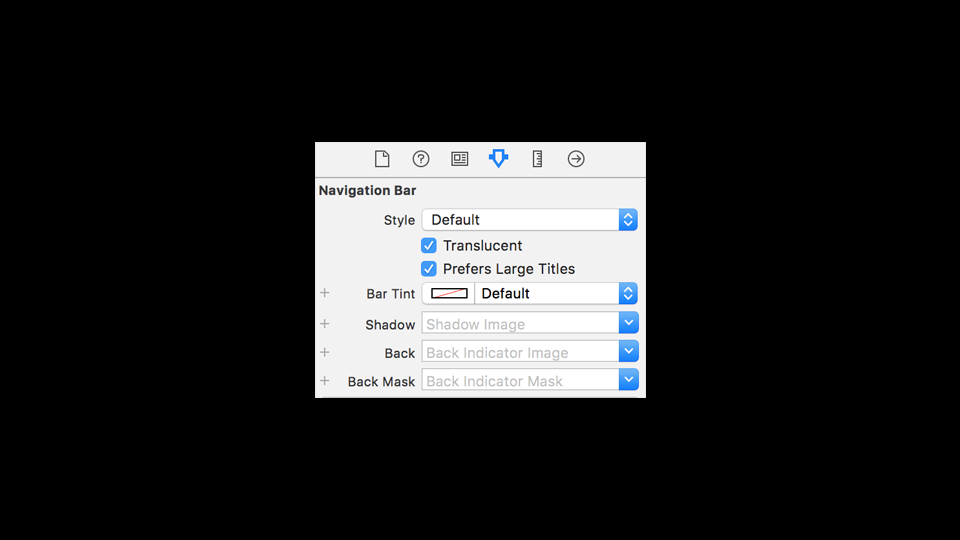 Navigation Bar
Style Default
Translucent
Prefers Large Titles
+ Bar Tint Default
+ Shadow Shadow Image
+ Back Back Indicator Image
+ Back Mask Back Indicator Mask